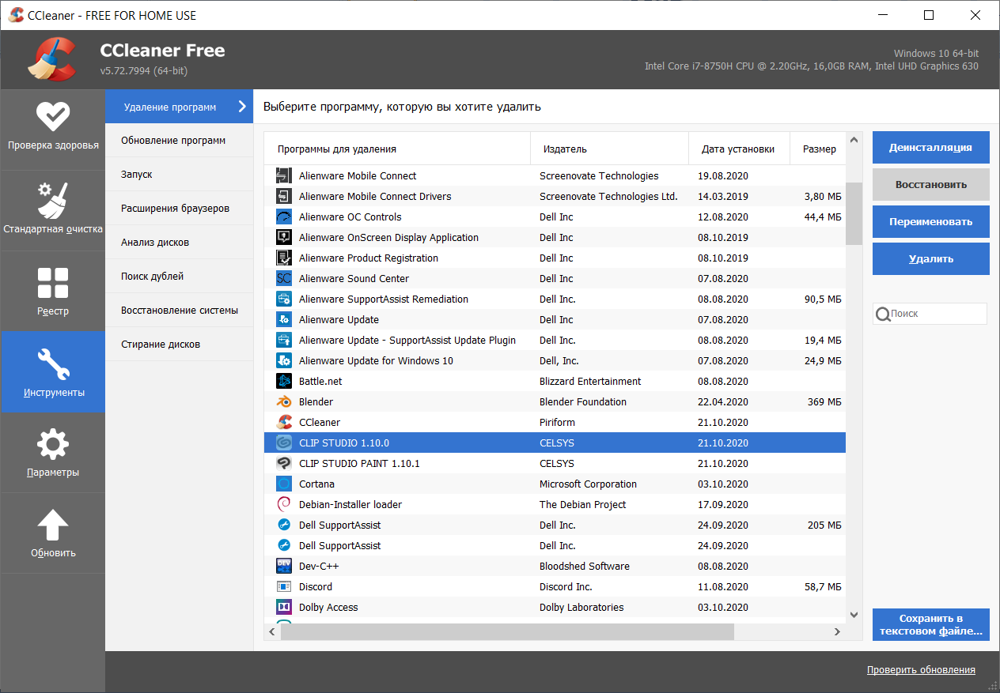 CCleaner - FREE FOR HOME USE
CCleaner Free
v5.72.7994 (64-bit)
Windows 10 64-bit
Intel Core i7-8750H CPU @ 2.20GHz, 16,0GB RAM, Intel UHD Graphics 630
Проверка здоровья
Стандартная очистка
Реестр
Инструменты
Параметры
Обновить
Удаление программ
Обновление программ
Запуск
Расширения браузеров
Анализ дисков
Поиск дублей
Восстановление системы
Стирание дисков
Выберите программу, которую вы хотите удалить
Программы для удаления Издатель Дата установки Размер
Alienware Mobile Connect Screenovate Technologies 19.08.2020
Alienware Mobile Connect Drivers Screenovate Technologies Ltd. 14.03.2019 3,80 МБ
Alienware OC Controls Dell Inc 12.08.2020 44,4 МБ
Alienware OnScreen Display Application Dell Inc 08.10.2019
Alienware Product Registration Dell Inc 08.10.2019
SC Alienware Sound Center Dell Inc 07.08.2020
Alienware SupportAssist Remediation Dell Inc. 08.08.2020 90,5 МБ
Alienware Update Dell Inc 07.08.2020
Alienware Update - SupportAssist Update Plugin Dell Inc. 08.08.2020 19,4 МБ
Alienware Update for Windows 10 Dell, Inc. 07.08.2020 24,9 МБ
Battle.net Blizzard Entertainment 08.08.2020
Blender Blender Foundation 22.04.2020 369 МБ
CCleaner Piriform 21.10.2020
CLIP STUDIO 1.10.0 CELSYS 21.10.2020
CLIP STUDIO PAINT 1.10.1 CELSYS 21.10.2020
Cortana Microsoft Corporation 03.10.2020
Debian-Installer loader The Debian Project 17.09.2020
Dell SupportAssist Dell Inc. 24.09.2020 205 МБ
Dell SupportAssist Dell Inc. 24.09.2020
DEV Dev-C++ Bloodshed Software 08.08.2020
Discord Discord Inc. 11.08.2020 58,7 МБ
Dolby Access Dolby Laboratories 03.10.2020
Деинсталляция
Восстановить
Переименовать
Удалить
Поиск
Сохранить в
текстовом файле...
Проверить обновления